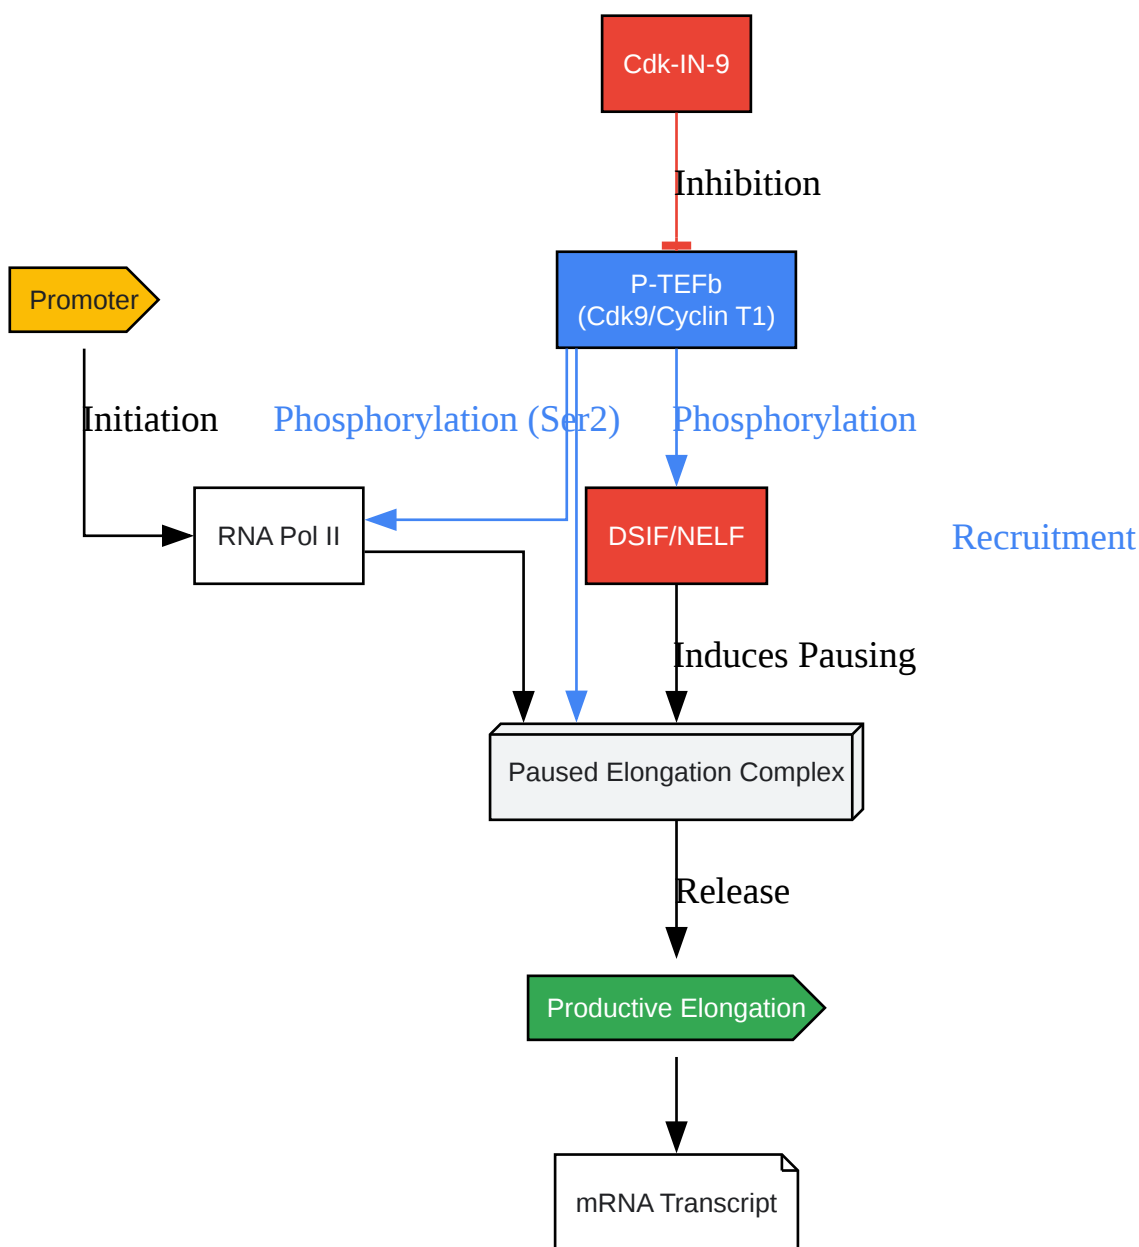 Cdk-IN-9
Inhibition
P-TEFb
(Cdk9/Cyclin T1)
Promoter
Initiation
Phosphorylation (Ser2)
Phosphorylation
RNA Pol II
DSIF/NELF
Recruitment
Induces Pausing
Paused Elongation Complex
Release
Productive Elongation
mRNA Transcript